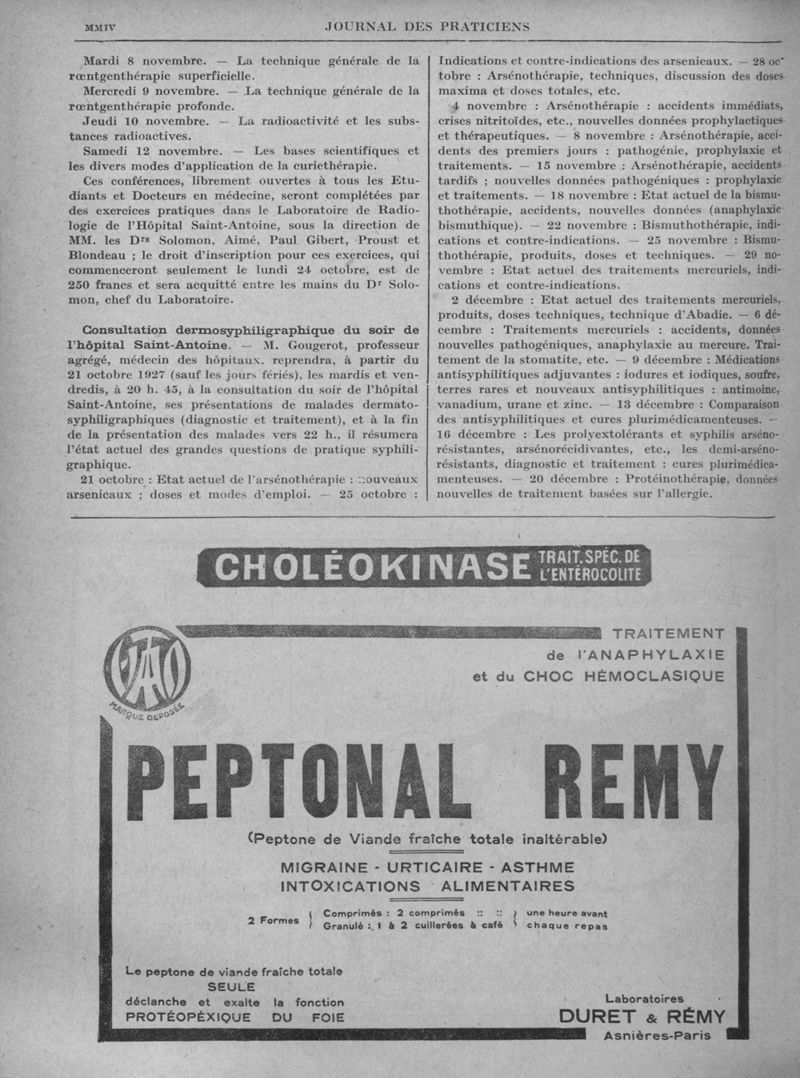 MMIV
JOURNAL DES PRATICIENS
Mardi 8 novembre. — La technique générale de la
rœntgenthérapie superficielle.
Mercredi 9 novembre. — La technique générale de la
rœntgenthérapie profonde.
Jeudi 10 novembre. — La radioactivité et les subs-
tances radioactives.
Samedi 12 novembre. — Les bases scientifiques et
les divers modes d'application de la curiethérapie.
Ces conférences, librement ouvertes à tous les Etu-
diants et Docteurs en médecine, seront complétées par
des exercices pratiques dans le Laboratoire de Radio-
logie de l'Hôpital Saint-Antoine, sous la direction de
MM. les Drs Solomon, Aimé, Paul Gibert, Proust et
Blondeau ; le droit d'inscription pour ces exercices, qui
commenceront seulement le lundi 24 octobre, est de
250 francs et sera acquitté entre les mains du Dr Solo-
mon, chef du Laboratoire.
Consultation dermosyphiligraphique du soir de
l'hôpital Saint-Antoine. — M. Gougerot, professeur
agrégé, médecin des hôpitaux, reprendra, à partir du
21 octobre 1927 (sauf les jours fériés), les mardis et ven-
dredis, à 20 h. 45, à la consultation du soir de l'hôpital
Saint-Antoine, ses présentations de malades dermato-
syphiligraphiques (diagnostic et traitement), et à la fin
de la présentation des malades vers 22 h., il résumera
l'état actuel des grandes questions de pratique syphili-
graphique.
21 octobre : Etat actuel de l'arsénothérapie : nouveaux
arsenicaux ; doses et modes d'emploi. — 25 octobre :
Indications et contre-indications des arsenicaux. — 28 oc-
tobre : Arsénothérapie, techniques, discussion des doses
maxima et doses totales, etc.
4 novembre : Arsénothérapie : accidents immédiats,
crises nitritoïdes, etc., nouvelles données prophylactiques
et thérapeutiques. — 8 novembre : Arsénothérapie, acci-
dents des premiers jours : pathogénie, prophylaxie et
traitements. — 15 novembre : Arsénothérapie, accidents
tardifs ; nouvelles données pathogéniques : prophylaxie
et traitements. — 18 novembre : Etat actuel de la bismu-
thothérapie, accidents, nouvelles données (anaphylaxie
bismuthique). — 22 novembre : Bismuthothérapie, indi-
cations et contre-indications. — 25 novembre : Bismu-
thothérapie, produits, doses et techniques. — 29 no-
vembre : Etat actuel des traitements mercuriels, indi-
cations et contre-indications.
2 décembre : Etat actuel des traitements mercuriels,
produits, doses techniques, technique d'Abadie. — 6 dé-
cembre : Traitements mercuriels : accidents, données
nouvelles pathogéniques, anaphylaxie au mercure. Trai-
tement de la stomatite, etc. — 9 décembre : Médications
antisyphilitiques adjuvantes : iodures et iodiques, soufre,
terres rares et nouveaux antisyphilitiques : antimoine,
vanadium, urane et zinc. — 13 décembre : Comparaison
des antisyphilitiques et cures plurimédicamenteuses. —
16 décembre : Les prolyextolérants et syphilis arséno-
résistantes, arsénorécidivantes, etc., les demi-arséno-
résistants, diagnostic et traitement : cures plurimédica-
menteuses. — 20 décembre : Protéinothérapie, données
nouvelles de traitement basées sur l'allergie.
CHOLÉOKINASE TRAIT. SPÉC. DE
L'ENTÉROCOLITE
MARQUE DÉPOSÉE
TRAITEMENT
de l'ANAPHYLAXIE
et du CHOC HÉMOCLASIQUE
PEPTONAL REMY
(Peptone de Viande fraîche totale inaltérable)
MIGRAINE - URTICAIRE - ASTHME
INTOXICATIONS ALIMENTAIRES
2 Formes { Comprimés : 2 comprimés :: :: } une heure avant
Granulé : 1 à 2 cuillerées à café chaque repas
Le peptone de viande fraîche totale
SEULE
déclanche et exalte la fonction
PROTÉOPÉXIQUE DU FOIE
Laboratoires
DURET & RÉMY
Asnières-Paris